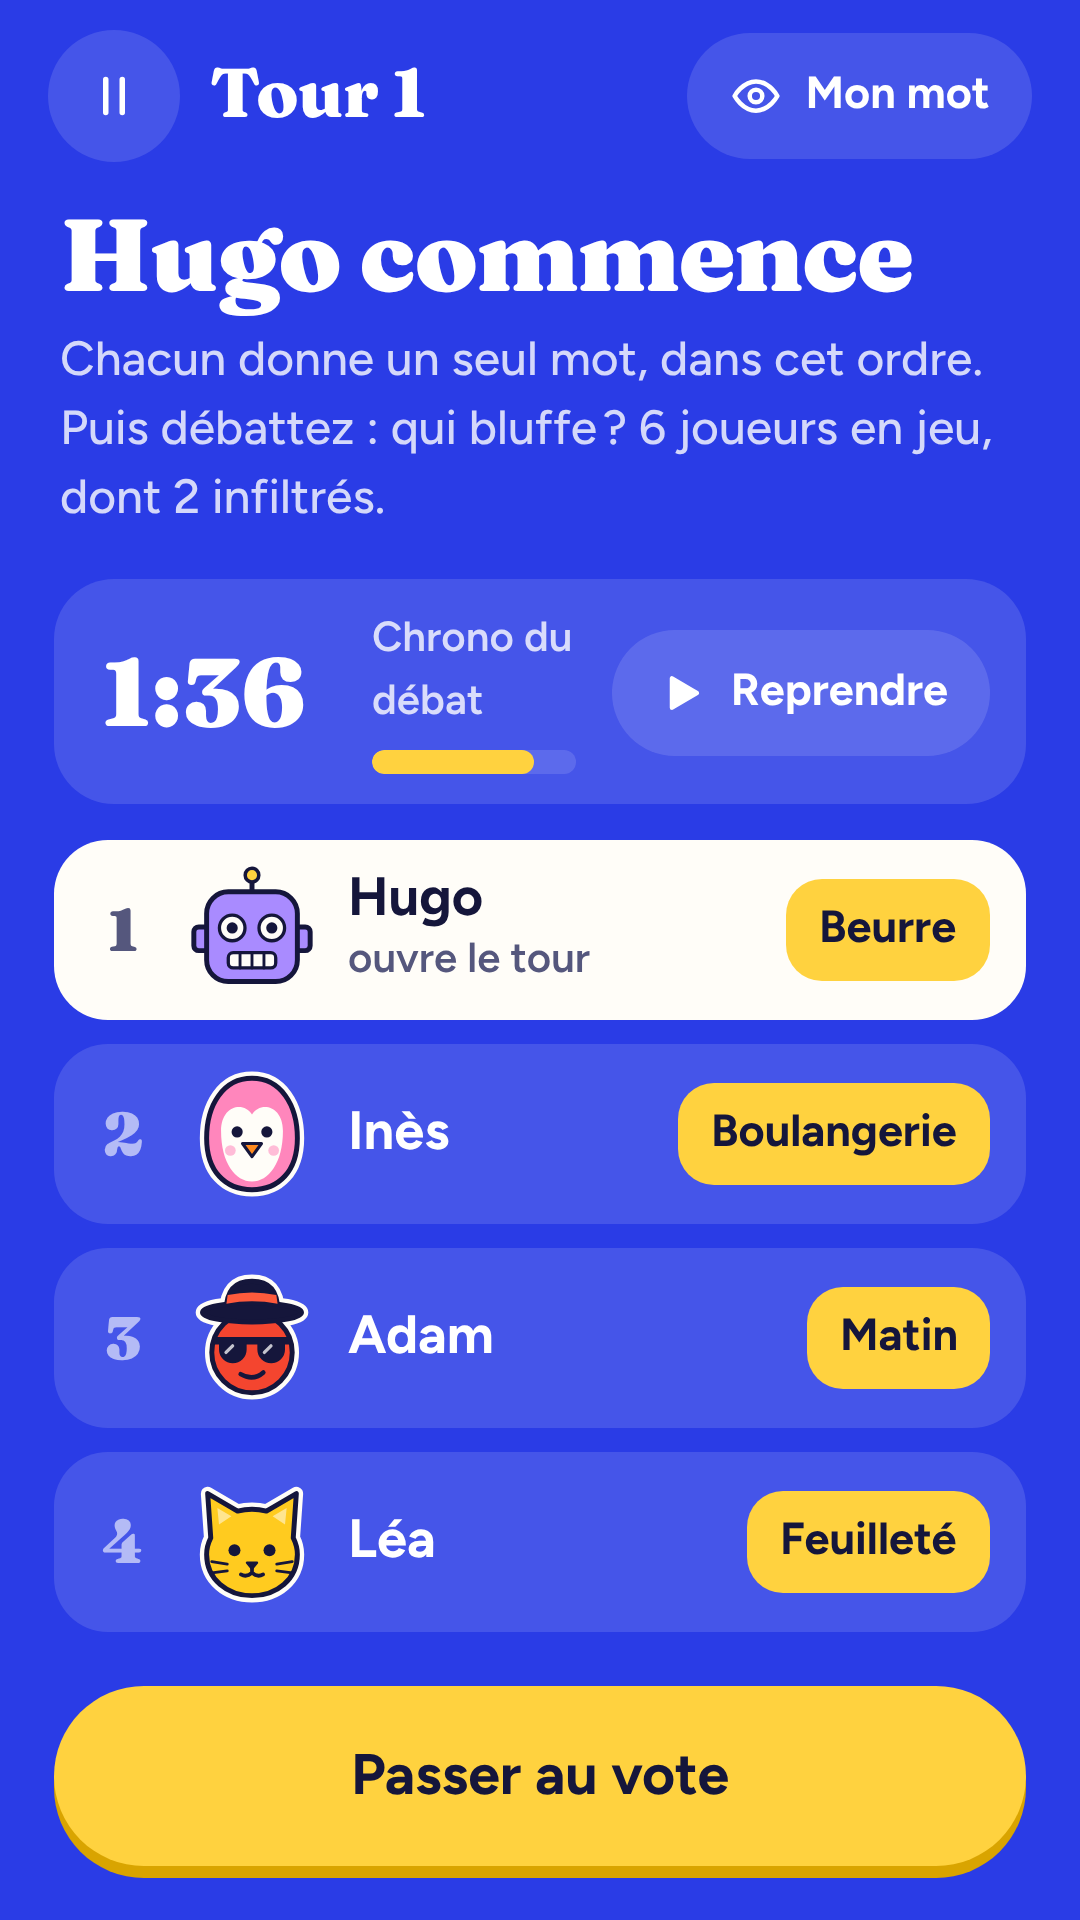 Tour 1
Mon mot
Hugo commence
Chacun donne un seul mot, dans cet ordre.
Puis débattez : qui bluffe ? 6 joueurs en jeu,
dont 2 infiltrés.
1:36
Chrono du
débat
Reprendre
1
Hugo
ouvre le tour
Beurre
2
Inès
Boulangerie
3
Adam
Matin
4
Léa
Feuilleté
Passer au vote